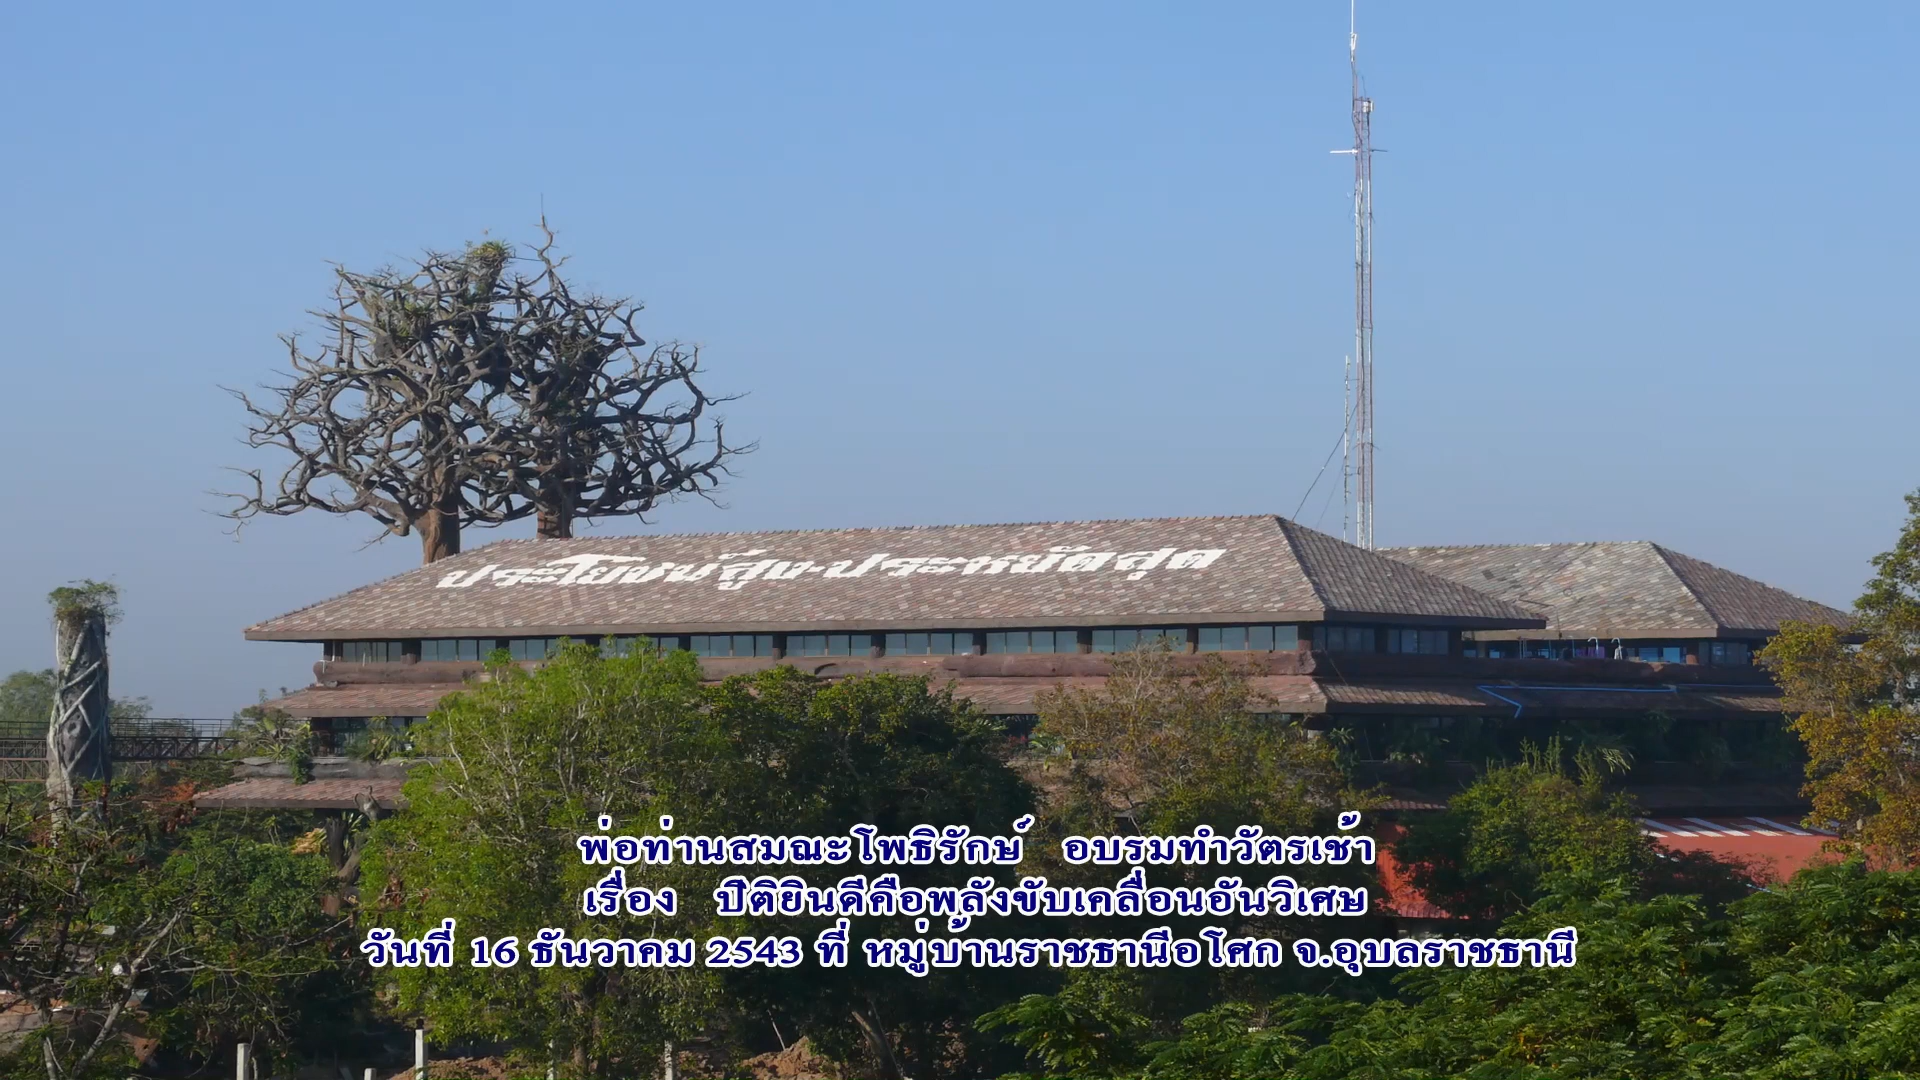 ประโยชน์สูง-ประหยัดสุด
พ่อท่านสมณะโพธิรักษ์ อบรมทำวัตรเช้า
เรื่อง ปีติยินดีคือพลังขับเคลื่อนอันวิเศษ
วันที่ 16 ธันวาคม 2543 ที่ หมู่บ้านราชธานีอโศก จ.อุบลราชธานี